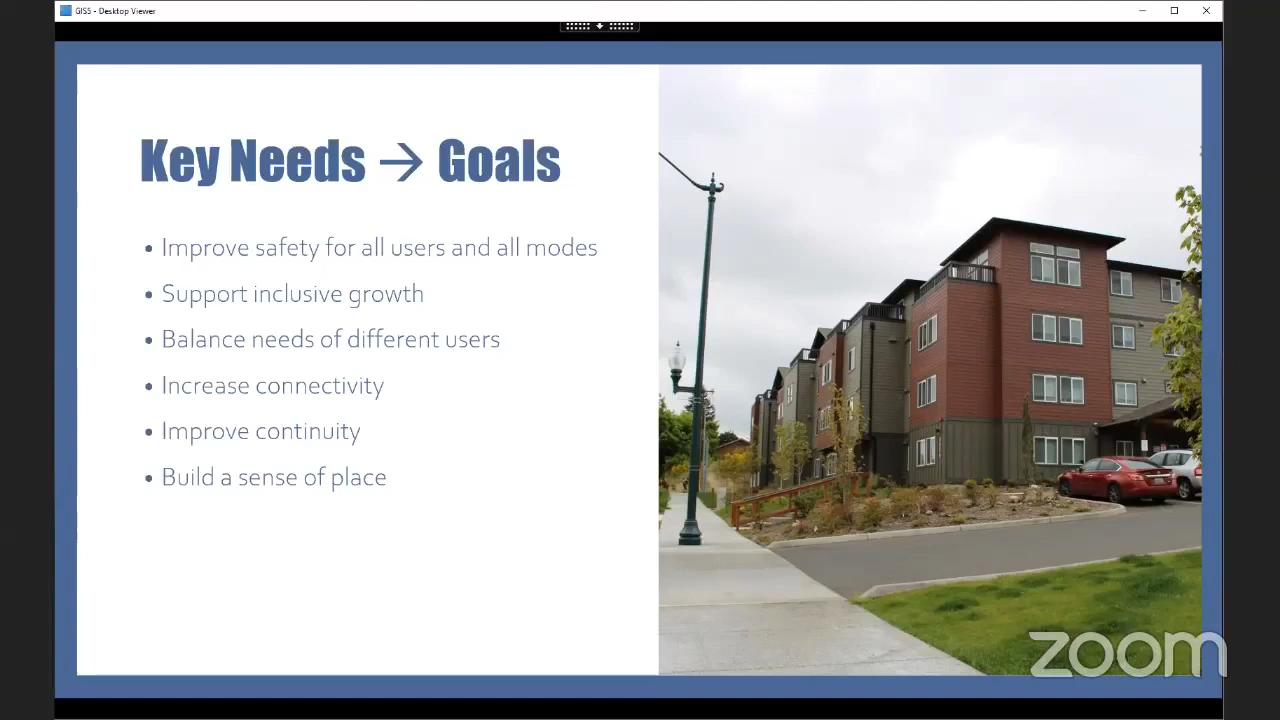 GIS5 - Desktop Viewer
Key Needs → Goals
• Improve safety for all users and all modes
• Support inclusive growth
• Balance needs of different users
• Increase connectivity
• Improve continuity
• Build a sense of place
zoom